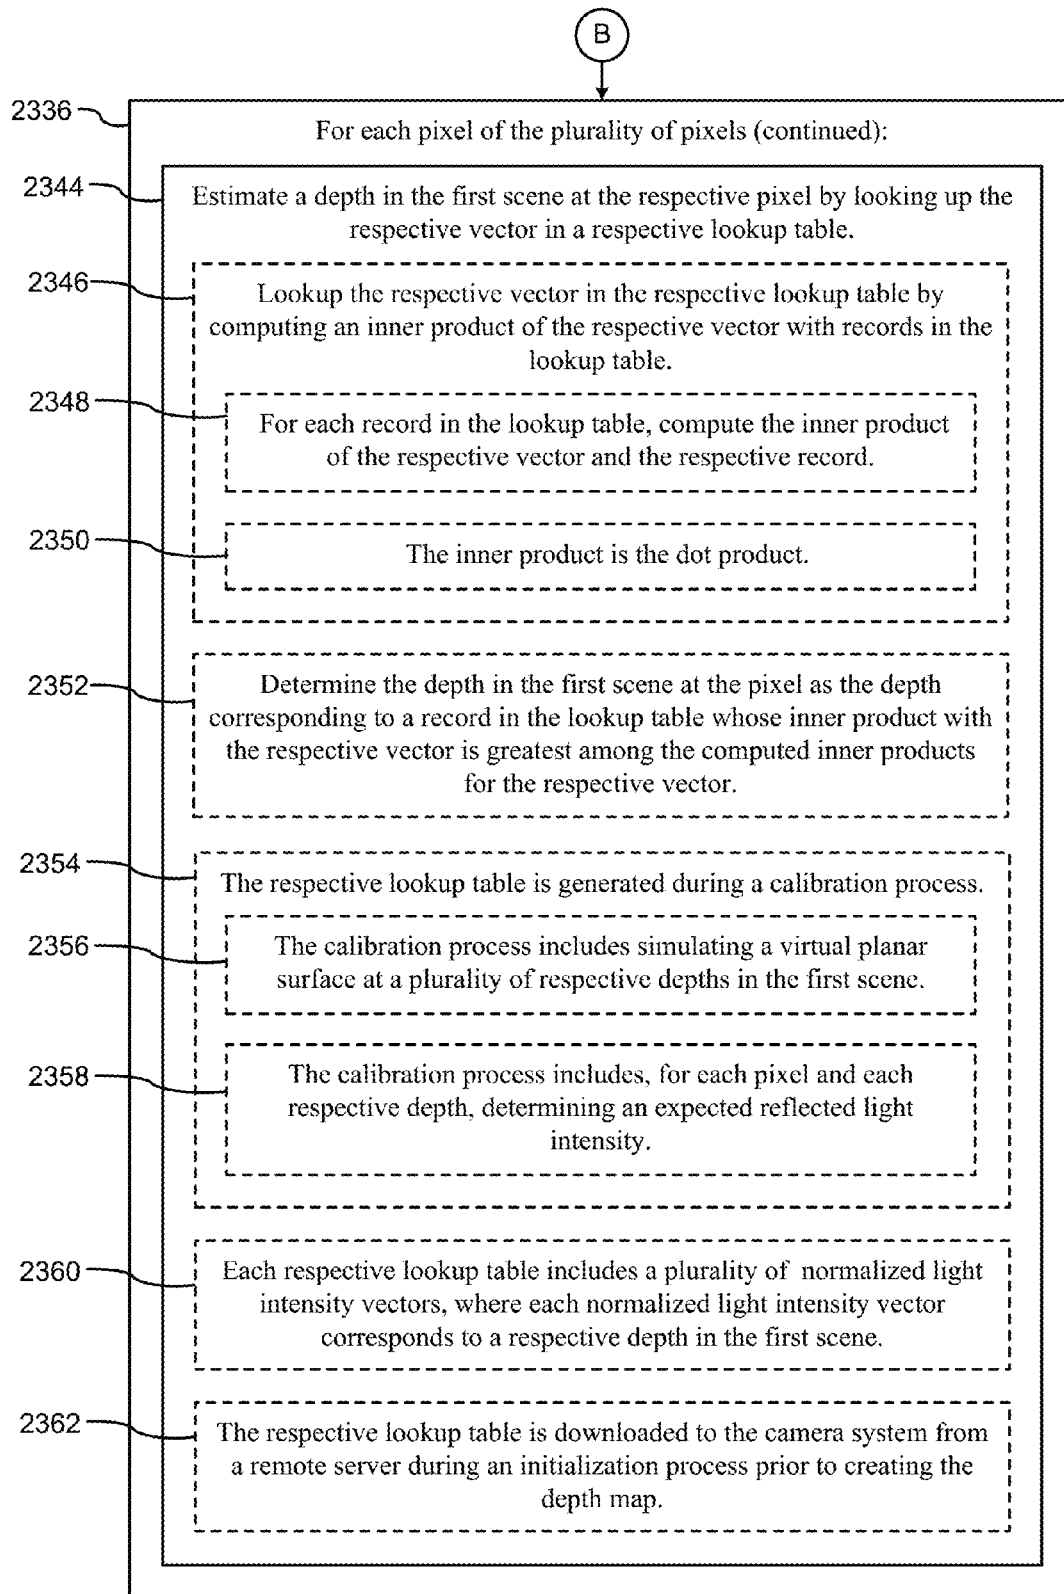 B
2336
For each pixel of the plurality of pixels (continued):
2344
Estimate a depth in the first scene at the respective pixel by looking up the
respective vector in a respective lookup table.
2346
Lookup the respective vector in the respective lookup table by
computing an inner product of the respective vector with records in the
lookup table.
2348
For each record in the lookup table, compute the inner product
of the respective vector and the respective record.
2350
The inner product is the dot product.
2352
Determine the depth in the first scene at the pixel as the depth
corresponding to a record in the lookup table whose inner product with
the respective vector is greatest among the computed inner products
for the respective vector.
2354
The respective lookup table is generated during a calibration process.
2356
The calibration process includes simulating a virtual planar
surface at a plurality of respective depths in the first scene.
2358
The calibration process includes, for each pixel and each
respective depth, determining an expected reflected light
intensity.
2360
Each respective lookup table includes a plurality of normalized light
intensity vectors, where each normalized light intensity vector
corresponds to a respective depth in the first scene.
2362
The respective lookup table is downloaded to the camera system from
a remote server during an initialization process prior to creating the
depth map.